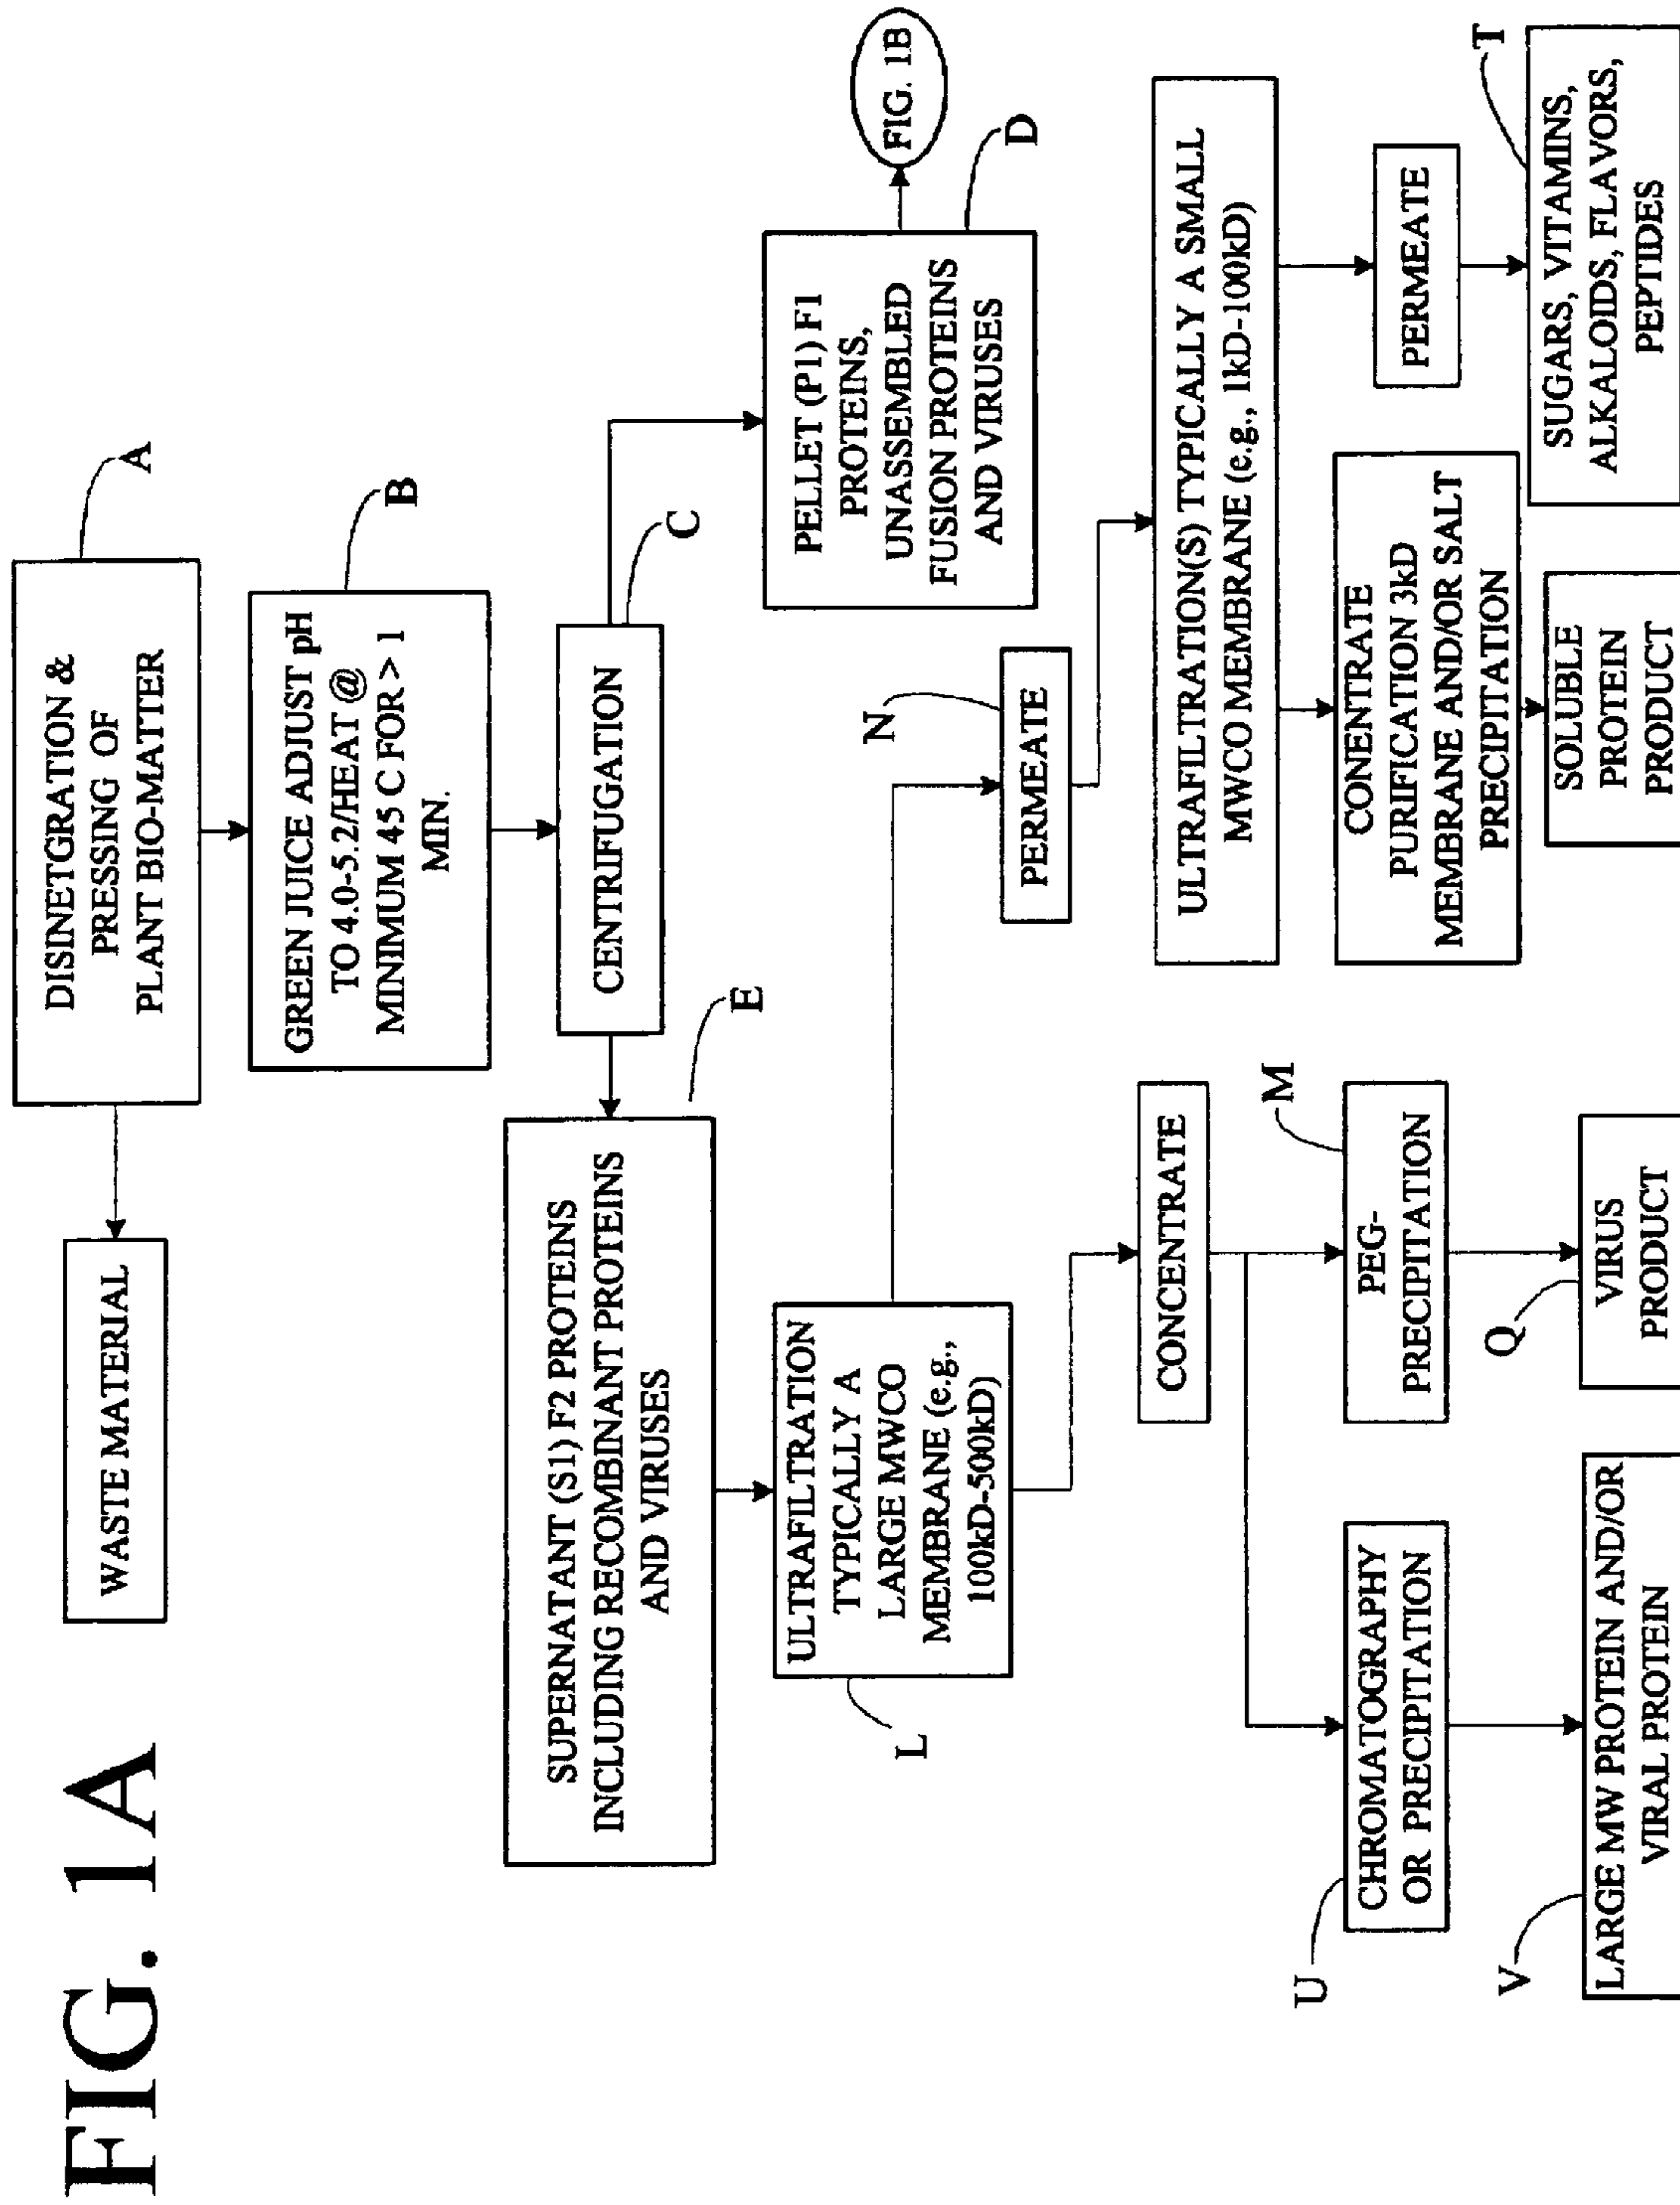 FIG. 1A
WASTE MATERIAL
DISINETGRATION &
PRESSING OF
PLANT BIO-MATTER
A
GREEN JUICE ADJUST pH
TO 4.0-5.2/HEAT @
MINIMUM 45 C FOR > 1
MIN.
B
CENTRIFUGATION
C
SUPERNATANT (S1) F2 PROTEINS
INCLUDING RECOMBINANT PROTEINS
AND VIRUSES
E
PELLET (P1) F1
PROTEINS,
UNASSEMBLED
FUSION PROTEINS
AND VIRUSES
D
FIG. 1B
ULTRAFILTRATION
TYPICALLY A
LARGE MWCO
MEMBRANE (e.g.,
100kD-500kD)
L
N
PERMEATE
CONCENTRATE
ULTRAFILTRATION(S) TYPICALLY A SMALL
MWCO MEMBRANE (e.g., 1kD-100kD)
U
CHROMATOGRAPHY
OR PRECIPITATION
M
PEG-
PRECIPITATION
CONENTRATE
PURIFICATION 3kD
MEMBRANE AND/OR SALT
PRECIPITATION
PERMEATE
V
LARGE MW PROTEIN AND/OR
VIRAL PROTEIN
Q
VIRUS
PRODUCT
SOLUBLE
PROTEIN
PRODUCT
T
SUGARS, VITAMINS,
ALKALOIDS, FLAVORS,
PEPTIDES